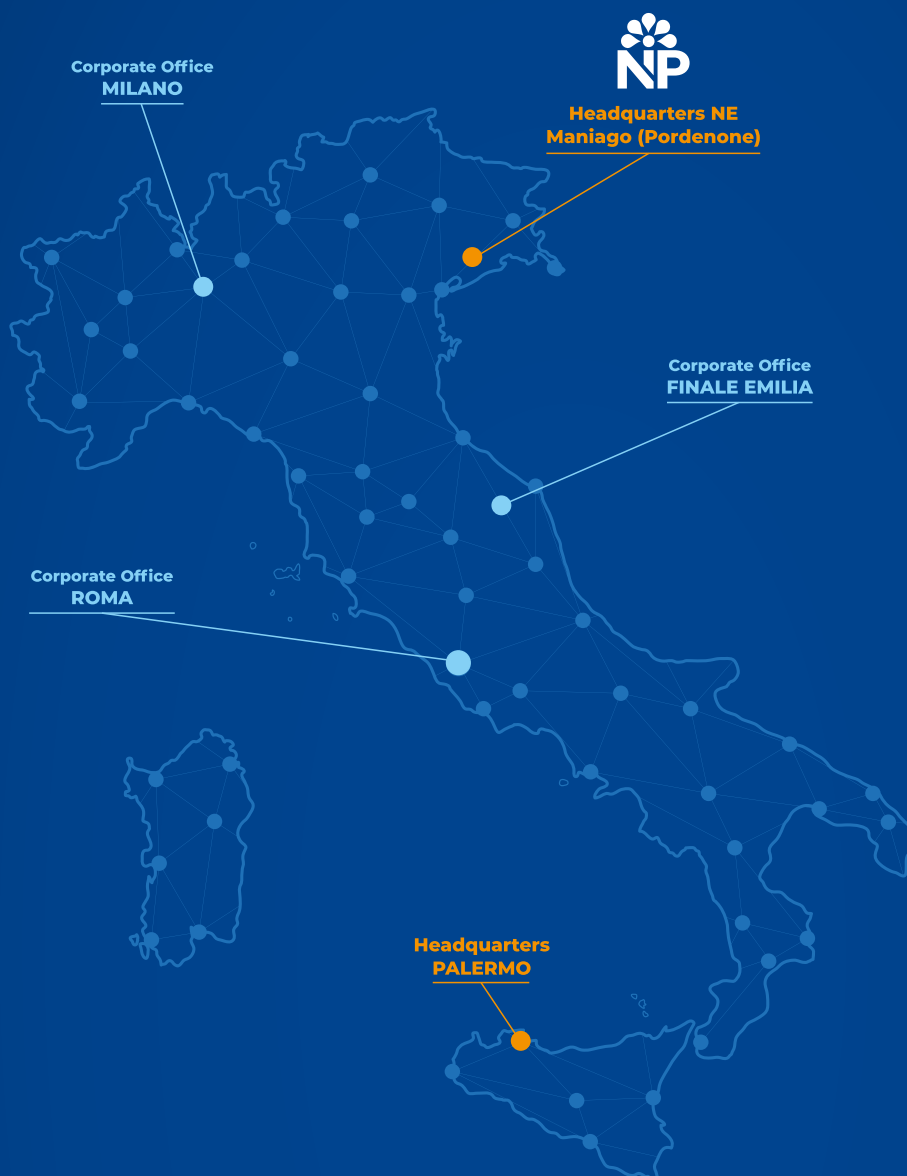 NP
Corporate Office
MILANO
Headquarters NE
Maniago (Pordenone)
Corporate Office
FINALE EMILIA
Corporate Office
ROMA
Headquarters
PALERMO